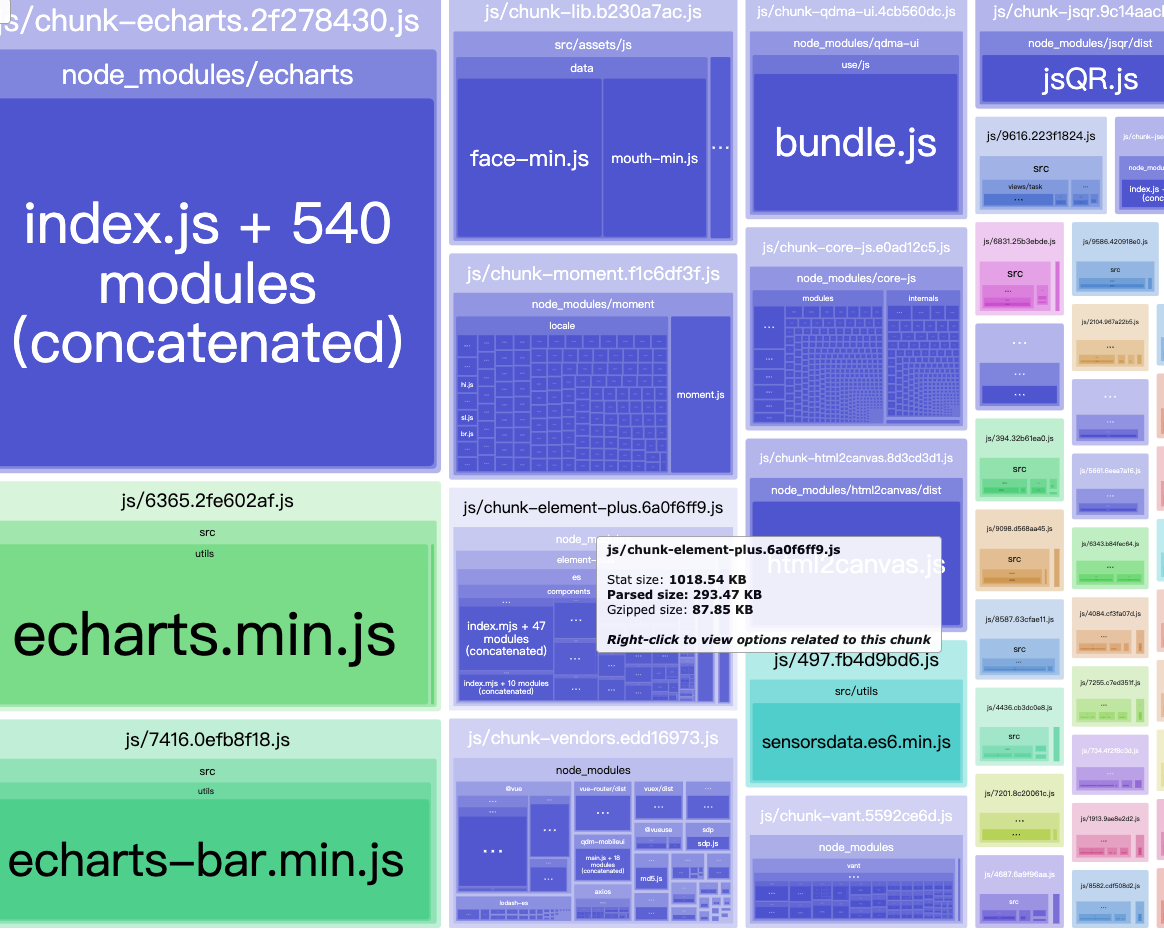 js/chunk-echarts.2f278430.js
node_modules/echarts
index.js + 540
modules
(concatenated)
js/6365.2fe602af.js
src
utils
echarts.min.js
js/7416.0efb8f18.js
src
utils
echarts-bar.min.js
js/chunk-lib.b230a7ac.js
src/assets/js
data
face-min.js
mouth-min.js
...
js/chunk-moment.f1c6df3f.js
node_modules/moment
locale
...
hi.js
...
sl.js
br.js
moment.js
js/chunk-element-plus.6a0f6ff9.js
es
components
...
index.mjs + 47
modules
(concatenated)
index.mjs + 10 modules
(concatenated)
js/chunk-element-plus.6a0f6ff9.js
Stat size: 1018.54 KB
Parsed size: 293.47 KB
Gzipped size: 87.85 KB
Right-click to view options related to this chunk
js/chunk-vendors.edd16973.js
node_modules
@vue
vue-router/dist
vuex/dist
...
@vueuse
sdp
sdp.js
qdm-mobileui
main.js + 18
modules
(concatenated)
md5.js
axios
lodash-es
js/chunk-qdma-ui.4cb560dc.js
node_modules/qdma-ui
use/js
bundle.js
js/chunk-core-js.e0ad12c5.js
node_modules/core-js
modules
internals
js/chunk-html2canvas.8d3cd3d1.js
node_modules/html2canvas/dist
html2canvas.js
js/497.fb4d9bd6.js
src/utils
sensorsdata.es6.min.js
js/chunk-vant.5592ce6d.js
node_modules
vant
...
node_modules/jsqr/dist
jsQR.js
js/9616.223f1824.js
src
views/task
...
js/6831.25b3ebde.js
src
js/9586.420918e0.js
src
js/2104.967a22b5.js
js/394.32b61ea0.js
src
js/5661.6eea7a16.js
js/9098.d568aa45.js
src
js/6343.b84fec64.js
js/8587.63cfae11.js
src
js/4084.cf3fa07d.js
js/4436.cb3dc0e8.js
src
js/7255.c7ed351f.js
js/734.4f2f8c3d.js
js/7201.8c20061c.js
js/1913.9ae8e2d2.js
js/4687.6a9f96aa.js
src
js/8582.cdf508d2.js